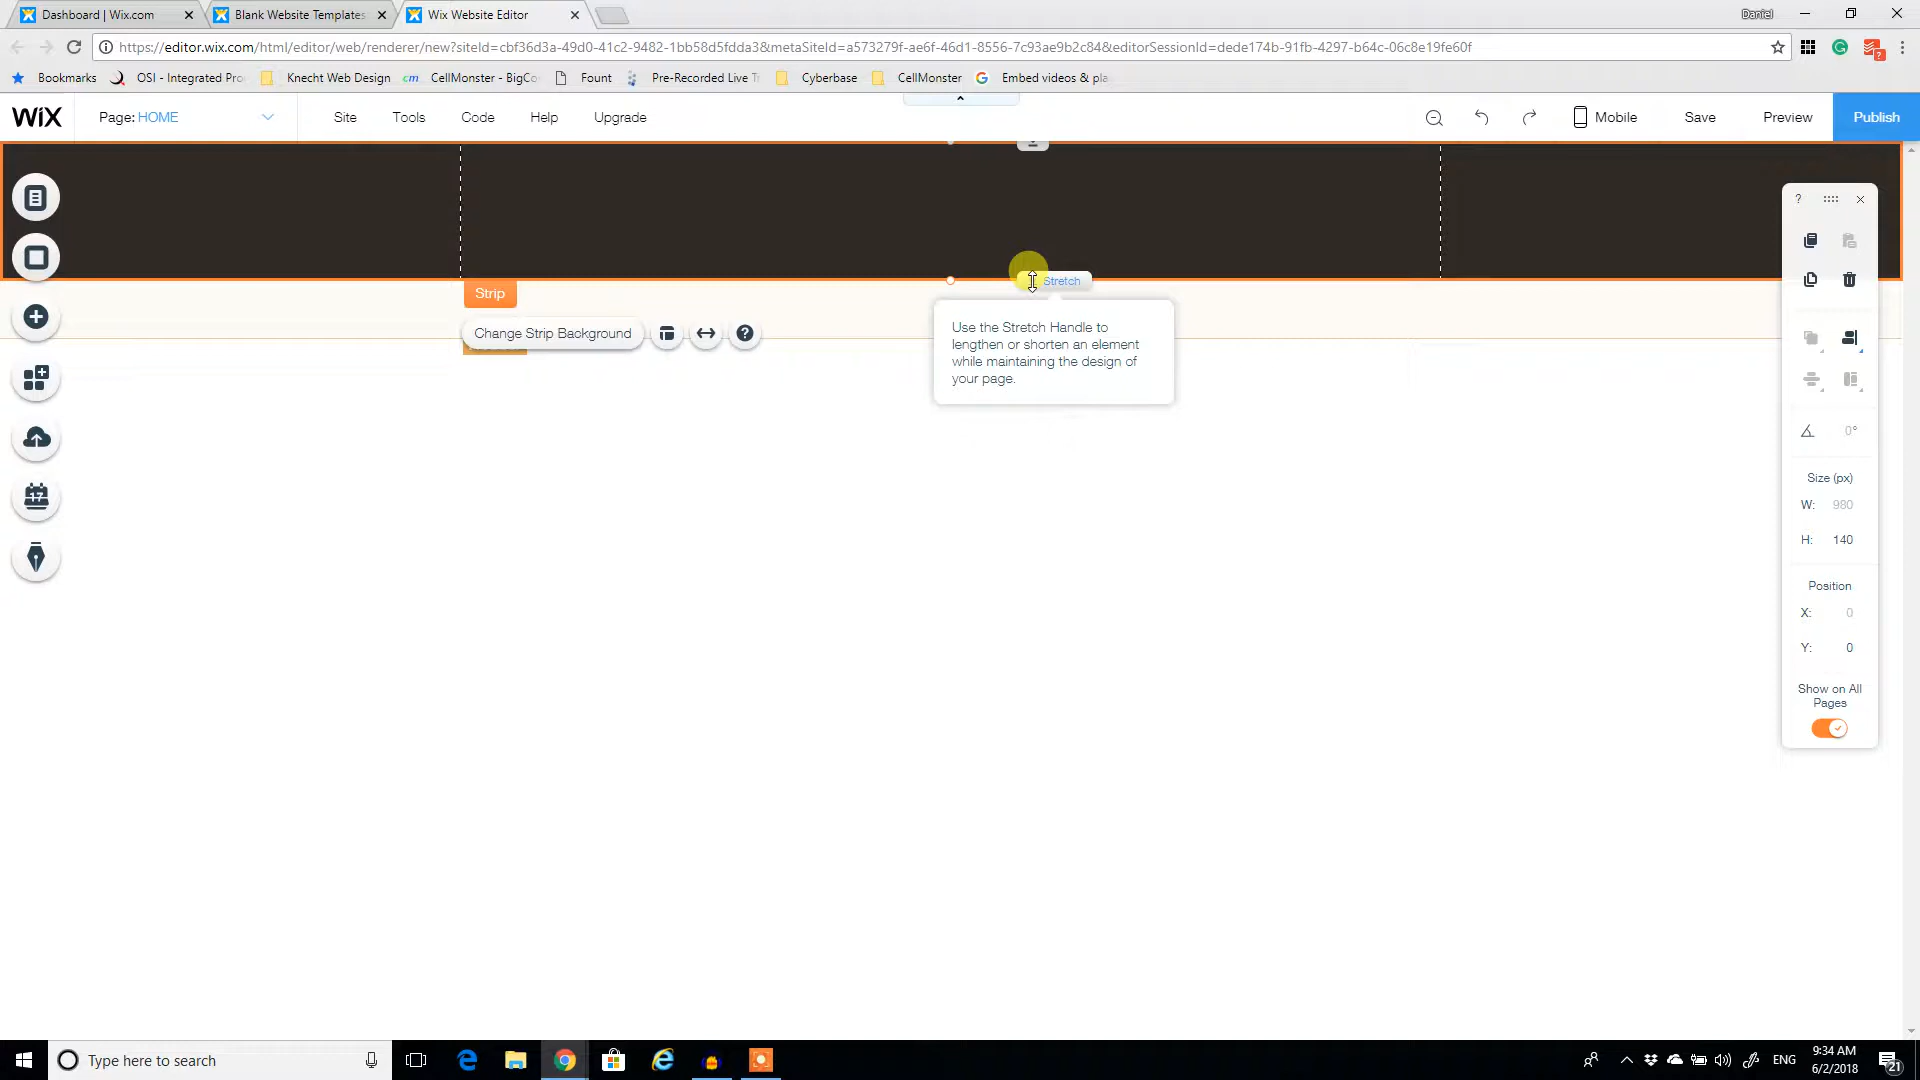 Dashboard | Wix.com
Blank Website Templates
Wix Website Editor
Daniel
https://editor.wix.com/html/editor/web/renderer/new?siteId=cbf36d3a-49d0-41c2-9482-1bb58d5fdda3&metaSiteId=a573279f-ae6f-46d1-8556-7c93ae9b2c84&editorSessionId=dede174b-91fb-4297-b64c-06c8e19fe60f
Bookmarks
OSI - Integrated Pro
Knecht Web Design
cm CellMonster - BigCo
Fount
Pre-Recorded Live T
Cyberbase
CellMonster
Embed videos & pla
WiX
Page: HOME
Site
Tools
Code
Help
Upgrade
Mobile
Save
Preview
Publish
Stretch
Strip
Change Strip Background
Use the Stretch Handle to
lengthen or shorten an element
while maintaining the design of
your page.
0°
Size (px)
W: 980
H: 140
Position
X: 0
Y: 0
Show on All
Pages
17
Type here to search
ENG
9:34 AM
6/2/2018
21